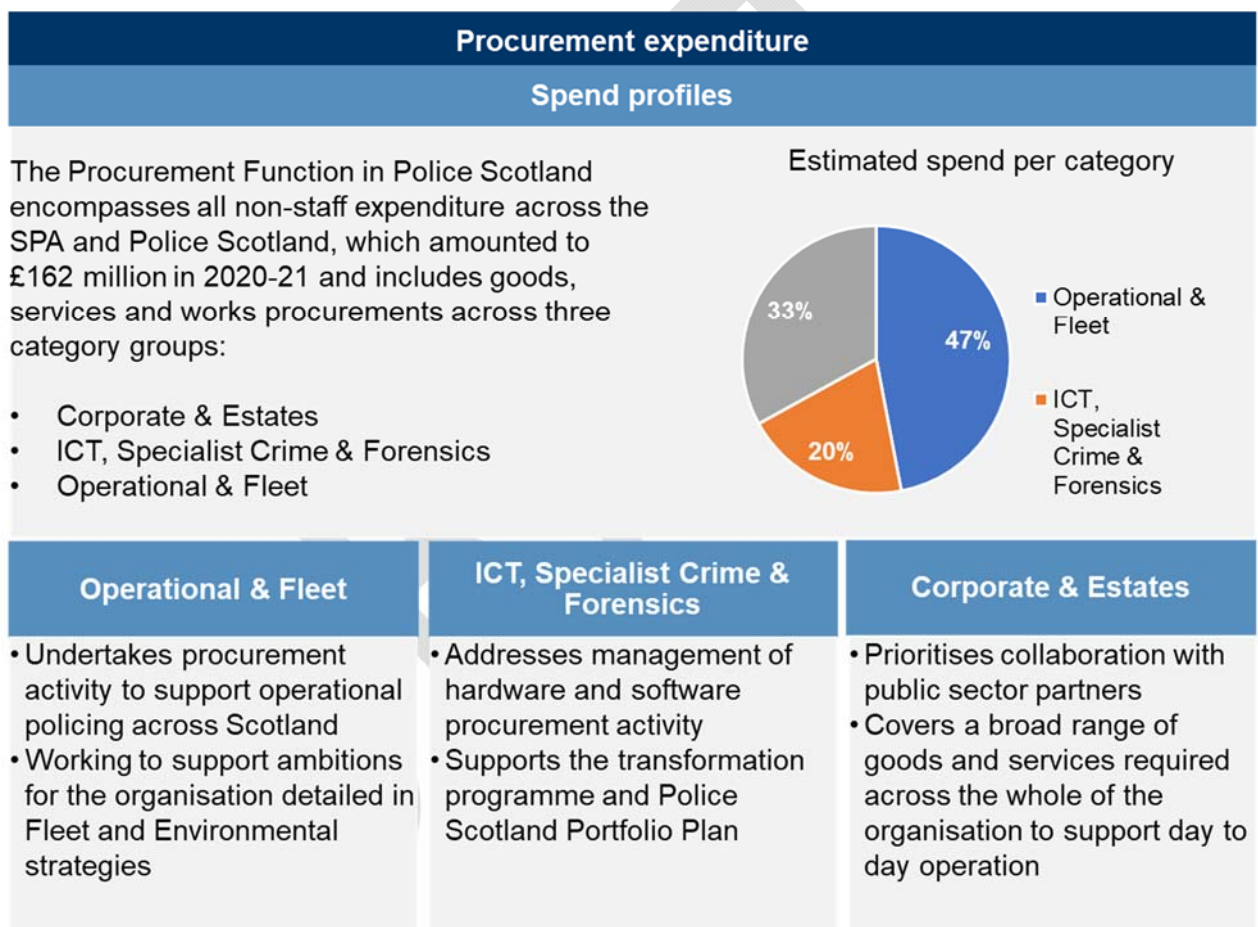 Procurement expenditure
Spend profiles
The Procurement Function in Police Scotland
encompasses all non-staff expenditure across the
SPA and Police Scotland, which amounted to
£162 million in 2020-21 and includes goods,
services and works procurements across three
category groups:
• Corporate & Estates
• ICT, Specialist Crime & Forensics
• Operational & Fleet
Estimated spend per category
33%
47%
20%
Operational &
Fleet
ICT,
Specialist
Crime &
Forensics
Operational & Fleet
• Undertakes procurement
activity to support operational
policing across Scotland
• Working to support ambitions
for the organisation detailed in
Fleet and Environmental
strategies
ICT, Specialist Crime &
Forensics
• Addresses management of
hardware and software
procurement activity
• Supports the transformation
programme and Police
Scotland Portfolio Plan
Corporate & Estates
• Prioritises collaboration with
public sector partners
• Covers a broad range of
goods and services required
across the whole of the
organisation to support day to
day operation